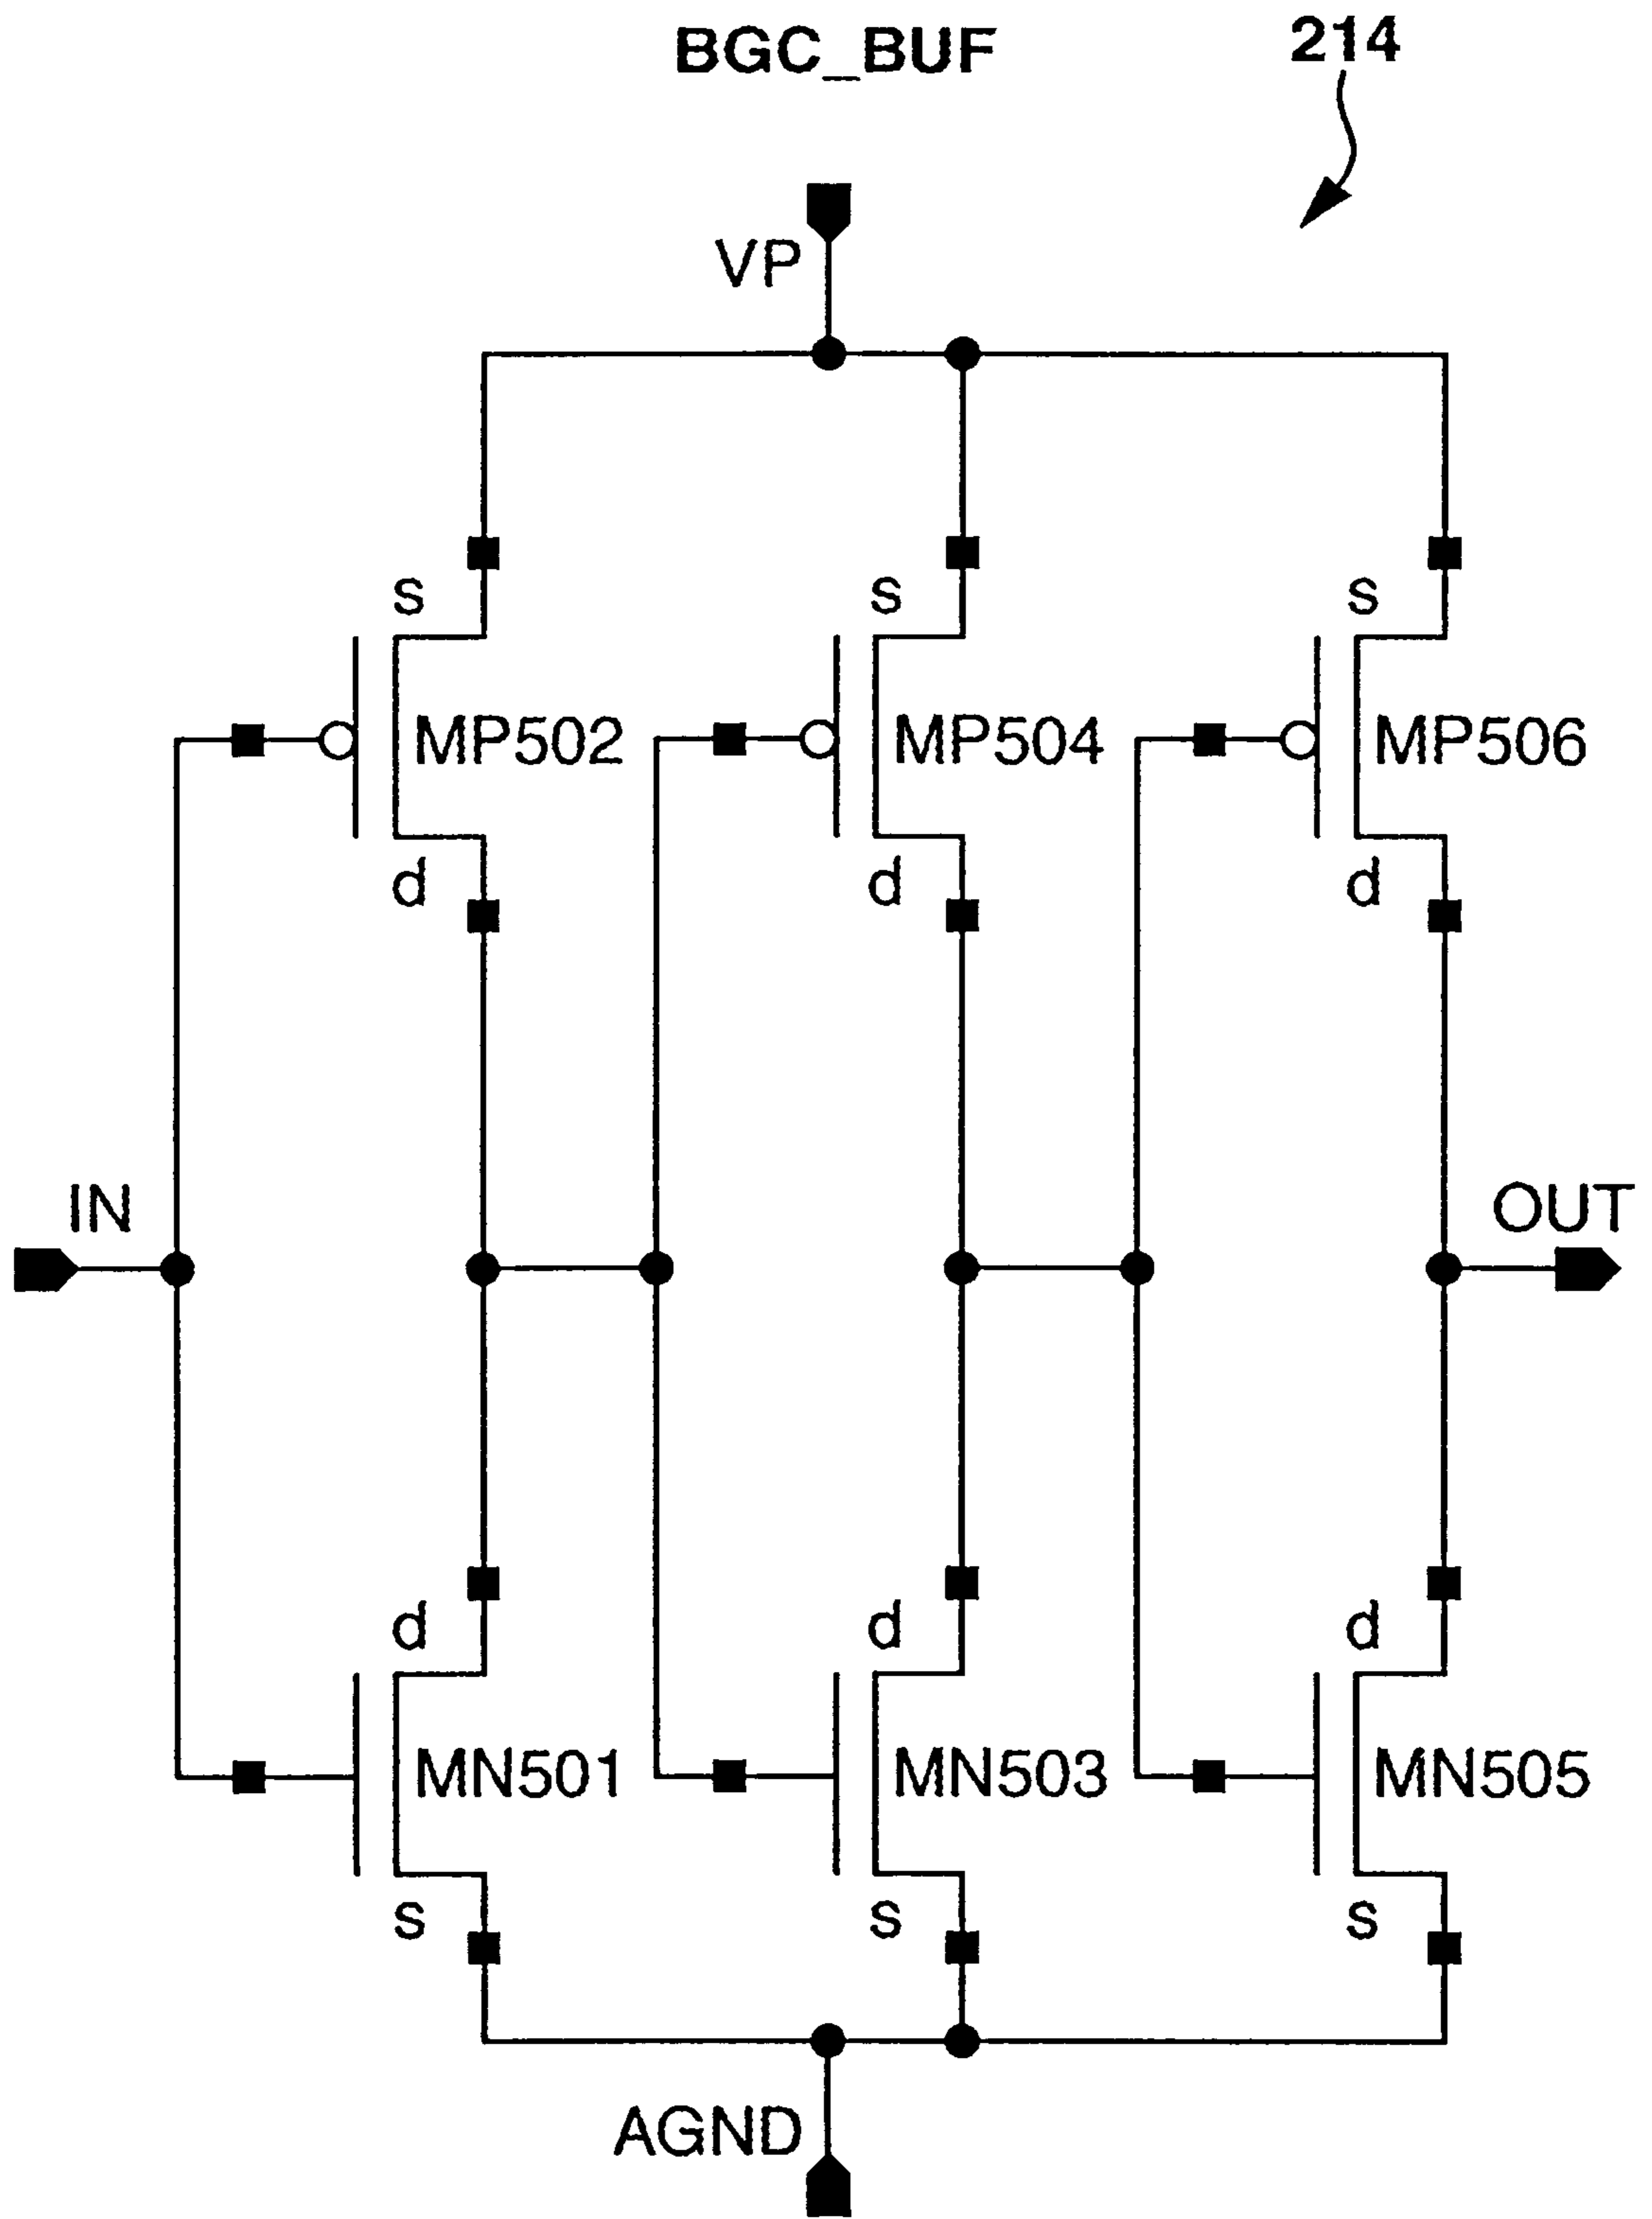 BGC_BUF
214
VP
s s s
MP502 MP504 MP506
d d d
IN OUT
d d d
MN501 MN503 MN505
s s s
AGND